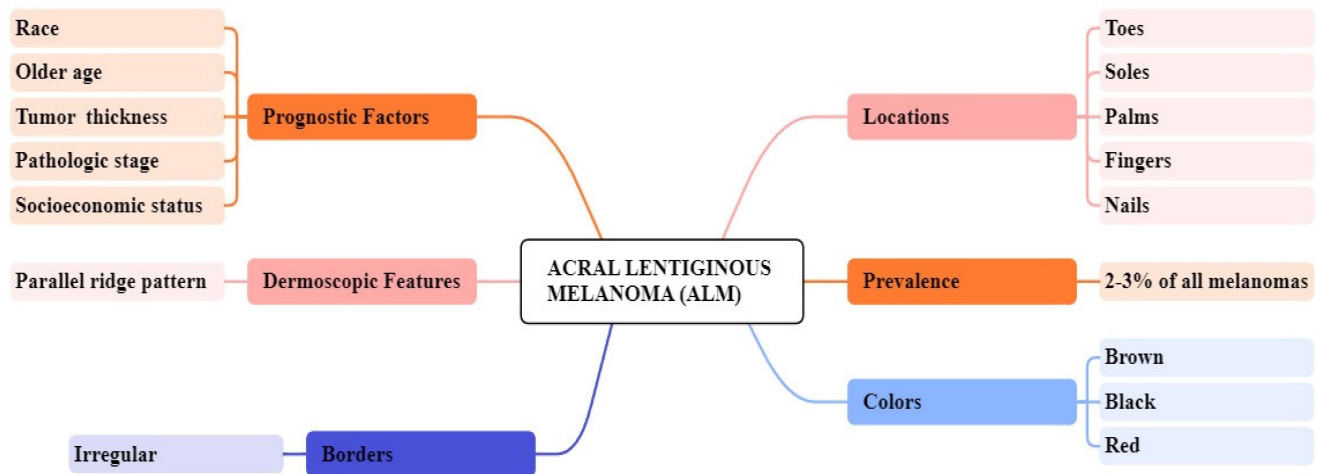 Race
Older age
Tumor thickness
Pathologic stage
Socioeconomic status
Prognostic Factors
Parallel ridge pattern
Dermoscopic Features
Irregular
Borders
ACRAL LENTIGINOUS
MELANOMA (ALM)
Locations
Toes
Soles
Palms
Fingers
Nails
Prevalence
2-3% of all melanomas
Colors
Brown
Black
Red